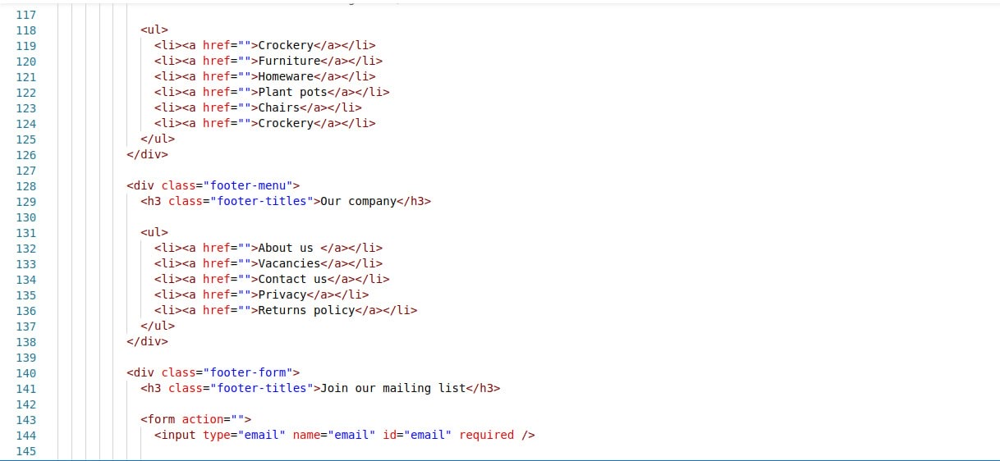 117
118 <ul>
119 <li><a href="">Crockery</a></li>
120 <li><a href="">Furniture</a></li>
121 <li><a href="">Homeware</a></li>
122 <li><a href="">Plant pots</a></li>
123 <li><a href="">Chairs</a></li>
124 <li><a href="">Crockery</a></li>
125 </ul>
126 </div>
127
128 <div class="footer-menu">
129 <h3 class="footer-titles">Our company</h3>
130
131 <ul>
132 <li><a href="">About us </a></li>
133 <li><a href="">Vacancies</a></li>
134 <li><a href="">Contact us</a></li>
135 <li><a href="">Privacy</a></li>
136 <li><a href="">Returns policy</a></li>
137 </ul>
138 </div>
139
140 <div class="footer-form">
141 <h3 class="footer-titles">Join our mailing list</h3>
142
143 <form action="">
144 <input type="email" name="email" id="email" required />
145